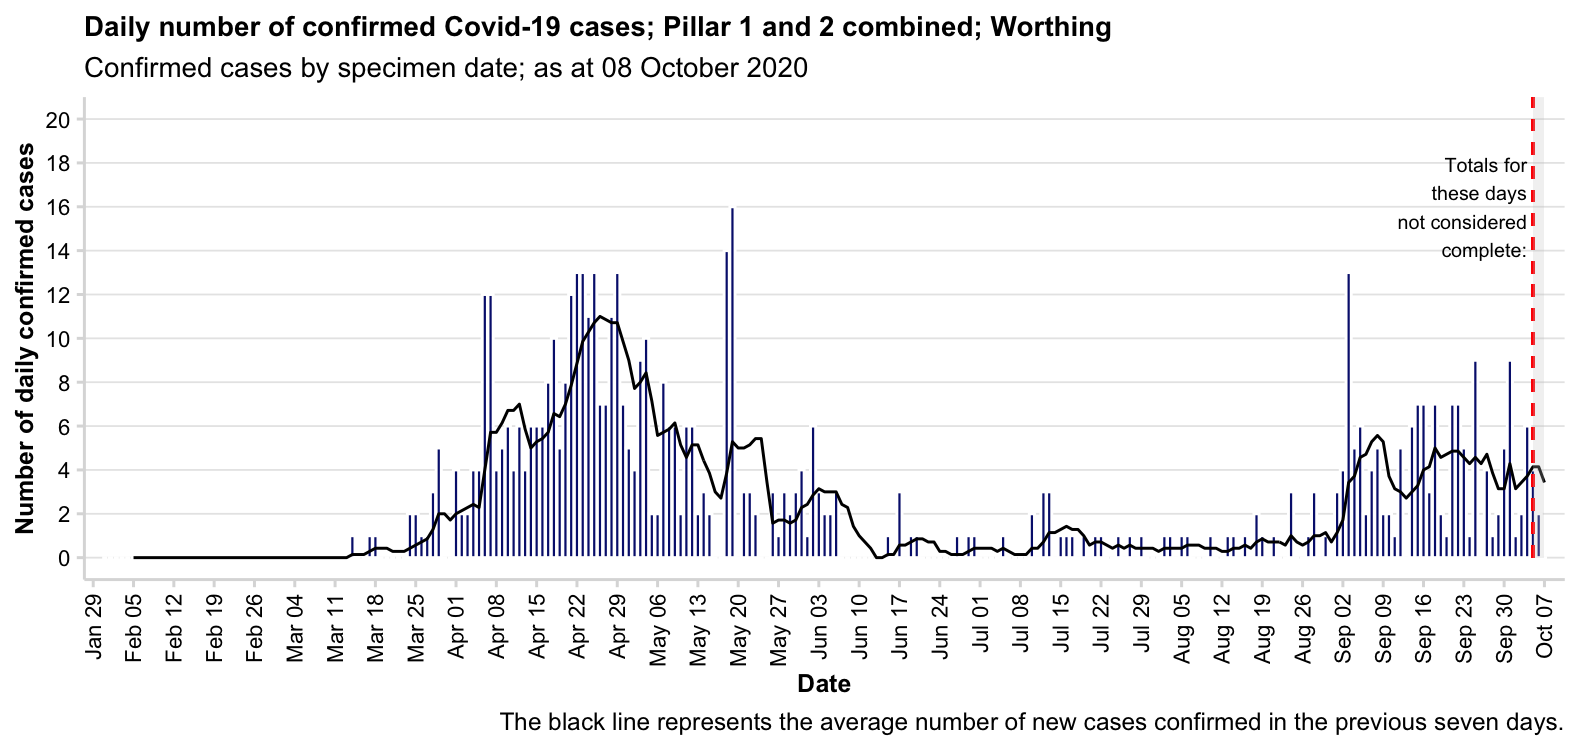 Daily number of confirmed Covid-19 cases; Pillar 1 and 2 combined; Worthing
Confirmed cases by specimen date; as at 08 October 2020
Number of daily confirmed cases
20
18
16
14
12
10
8
6
4
2
0
Totals for
these days
not considered
complete:
Jan 29
Feb 05
Feb 12
Feb 19
Feb 26
Mar 04
Mar 11
Mar 18
Mar 25
Apr 01
Apr 08
Apr 15
Apr 22
Apr 29
May 06
May 13
May 20
May 27
Jun 03
Jun 10
Jun 17
Jun 24
Jul 01
Jul 08
Jul 15
Jul 22
Jul 29
Aug 05
Aug 12
Aug 19
Aug 26
Sep 02
Sep 09
Sep 16
Sep 23
Sep 30
Oct 07
Date
The black line represents the average number of new cases confirmed in the previous seven days.